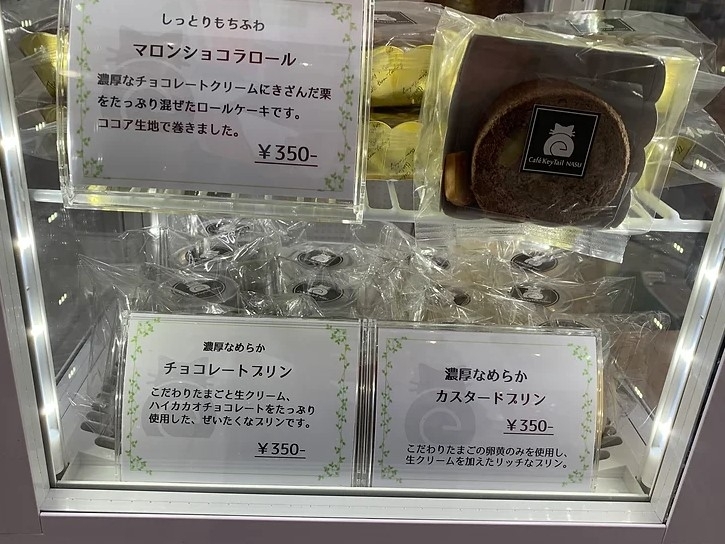 しっとりもちふわ
マロンショコラロール
濃厚なチョコレートクリームにきざんだ栗
をたっぷり混ぜたロールケーキです。
ココア生地で巻きました。
￥350-
Café KeyTail NASU
濃厚なめらか
チョコレートプリン
こだわりたまごと生クリーム、
ハイカカオチョコレートをたっぷり
使用した、ぜいたくなプリンです。
￥350-
濃厚なめらか
カスタードプリン
￥350-
こだわりたまごの卵黄のみを使用し、
生クリームを加えたリッチなプリン。